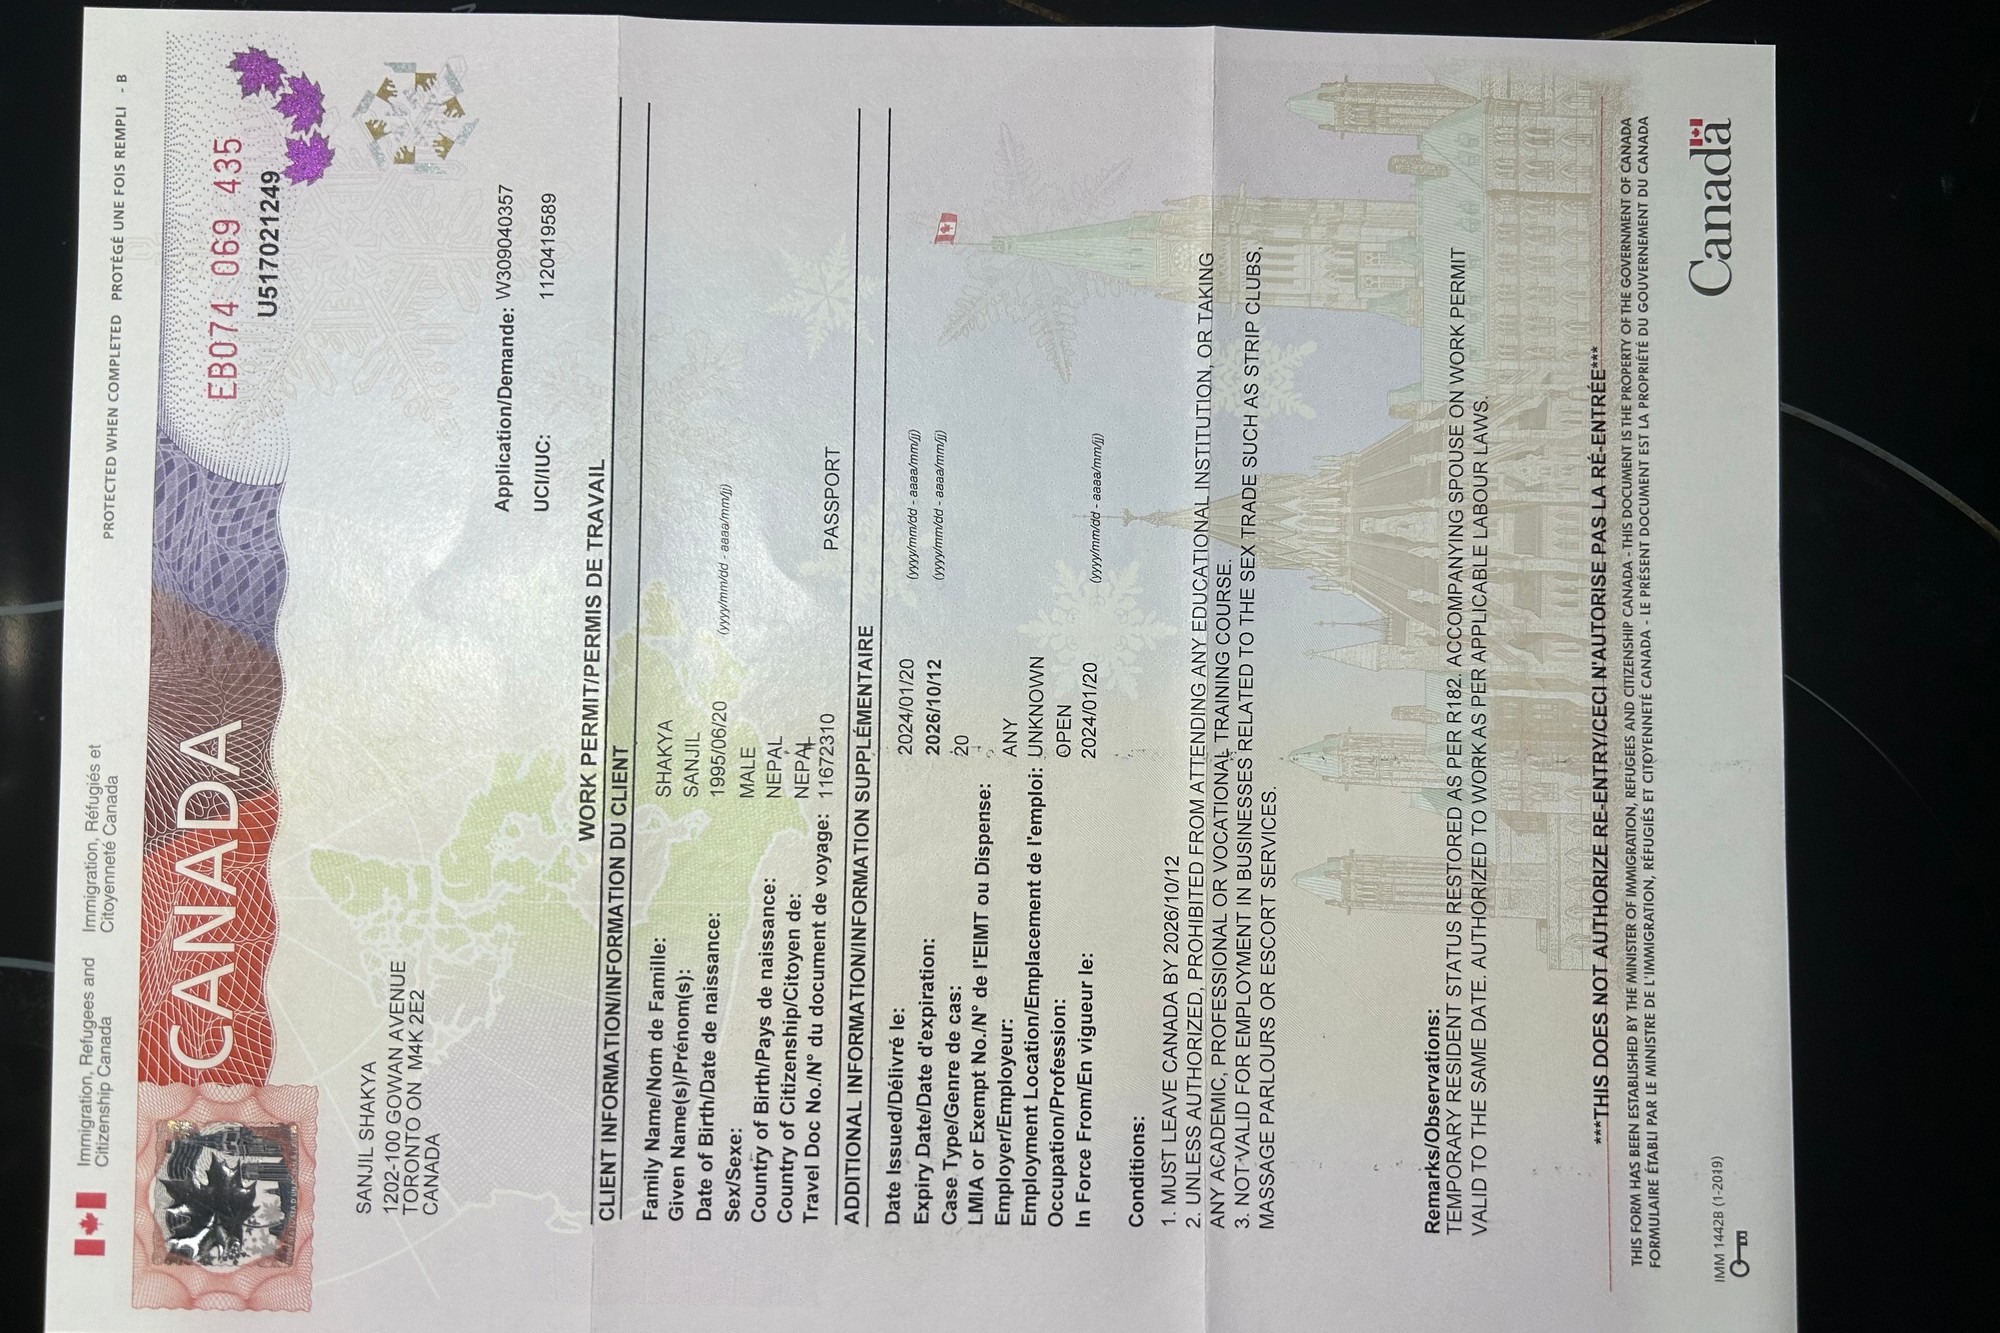 Immigration, Refugees and Citizenship Canada
Immigration, Réfugiés et Citoyenneté Canada
PROTECTED WHEN COMPLETED PROTÉGÉ UNE FOIS REMPLI - B
CANADA
EB074 069 435
U517021249
SANJIL SHAKYA
1202-100 GOWAN AVENUE
TORONTO ON M4K 2E2
CANADA
Application/Demande: W309040357
UCI/IUC: 1120419589
WORK PERMIT/PERMIS DE TRAVAIL
CLIENT INFORMATION/INFORMATION DU CLIENT
Family Name/Nom de Famille: SHAKYA
Given Name(s)/Prénom(s): SANJIL
Date of Birth/Date de naissance: 1995/06/20 (yyyy/mm/dd - aaaa/mm/jj)
Sex/Sexe: MALE
Country of Birth/Pays de naissance: NEPAL
Country of Citizenship/Citoyen de: NEPAL
Travel Doc No./N° du document de voyage: 11672310 PASSPORT
ADDITIONAL INFORMATION/INFORMATION SUPPLÉMENTAIRE
Date Issued/Délivré le: 2024/01/20 (yyyy/mm/dd - aaaa/mm/jj)
Expiry Date/Date d'expiration: 2026/10/12 (yyyy/mm/dd - aaaa/mm/jj)
Case Type/Genre de cas: 20
LMIA or Exempt No./N° de l'EIMT ou Dispense:
Employer/Employeur: ANY
Employment Location/Emplacement de l'emploi: UNKNOWN
Occupation/Profession: OPEN
In Force From/En vigueur le: 2024/01/20 (yyyy/mm/dd - aaaa/mm/jj)
Conditions:
1. MUST LEAVE CANADA BY 2026/10/12
2. UNLESS AUTHORIZED, PROHIBITED FROM ATTENDING ANY EDUCATIONAL INSTITUTION, OR TAKING
ANY ACADEMIC, PROFESSIONAL OR VOCATIONAL TRAINING COURSE.
3. NOT VALID FOR EMPLOYMENT IN BUSINESSES RELATED TO THE SEX TRADE SUCH AS STRIP CLUBS,
MASSAGE PARLOURS OR ESCORT SERVICES.
Remarks/Observations:
TEMPORARY RESIDENT STATUS RESTORED AS PER R182. ACCOMPANYING SPOUSE ON WORK PERMIT
VALID TO THE SAME DATE. AUTHORIZED TO WORK AS PER APPLICABLE LABOUR LAWS.
***THIS DOES NOT AUTHORIZE RE-ENTRY/CECI N'AUTORISE PAS LA RÉ-ENTRÉE***
THIS FORM HAS BEEN ESTABLISHED BY THE MINISTER OF IMMIGRATION, REFUGEES AND CITIZENSHIP CANADA - THIS DOCUMENT IS THE PROPERTY OF THE GOVERNMENT OF CANADA
FORMULAIRE ÉTABLI PAR LE MINISTRE DE L'IMMIGRATION, RÉFUGIÉS ET CITOYENNETÉ CANADA - LE PRÉSENT DOCUMENT EST LA PROPRIÉTÉ DU GOUVERNEMENT DU CANADA
IMM 1442B (1-2019)
Canada